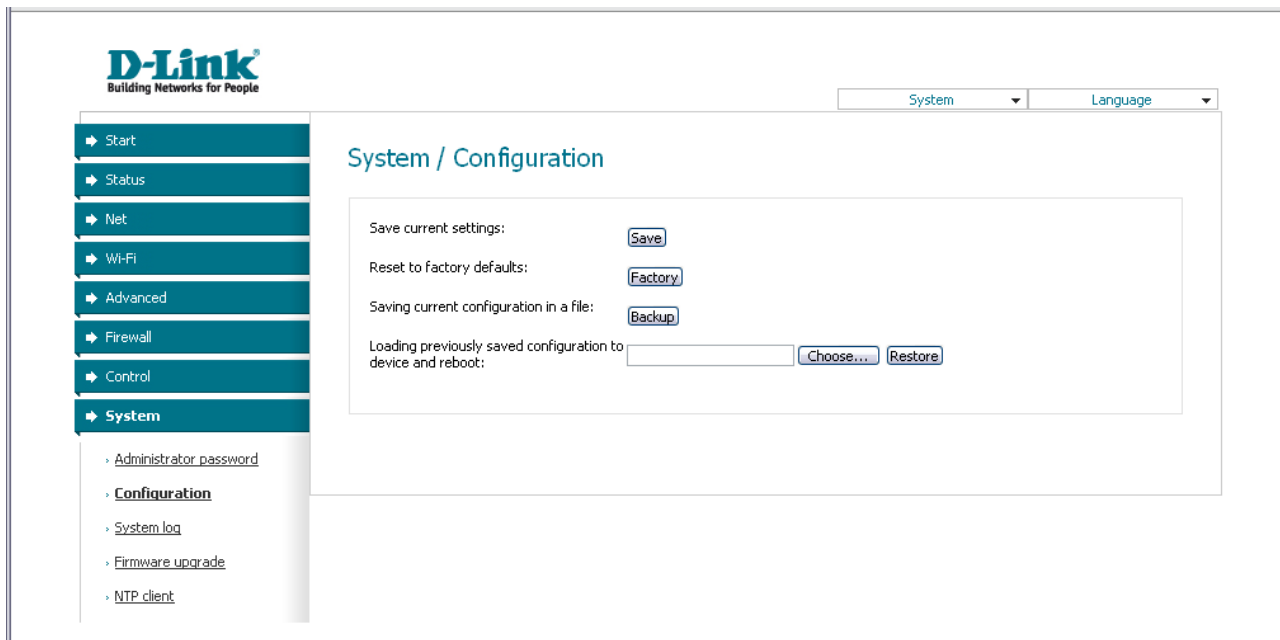 D-Link
Building Networks for People
System
Language
Start
Status
Net
Wi-Fi
Advanced
Firewall
Control
System
Administrator password
Configuration
System log
Firmware upgrade
NTP client
System / Configuration
Save current settings:
Save
Reset to factory defaults:
Factory
Saving current configuration in a file:
Backup
Loading previously saved configuration to
device and reboot:
Choose...
Restore